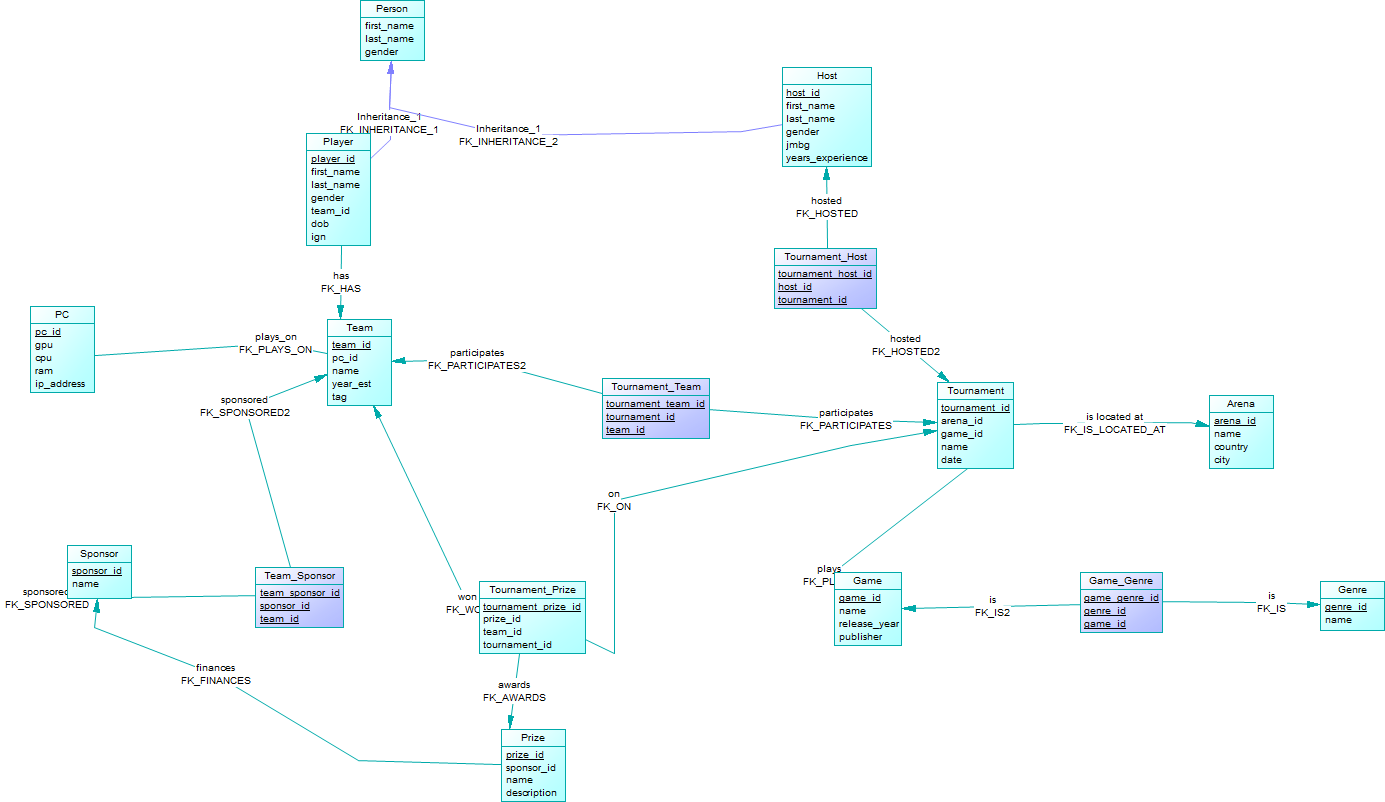 Person
first_name
last_name
gender
Host
host_id
first_name
last_name
gender
jmbg
years_experience
Inheritance_1
FK_INHERITANCE_1
Inheritance_1
FK_INHERITANCE_2
Player
player_id
first_name
last_name
gender
team_id
dob
ign
hosted
FK_HOSTED
Tournament_Host
tournament_host_id
host_id
tournament_id
has
FK_HAS
PC
pc_id
gpu
cpu
ram
ip_address
plays_on
FK_PLAYS_ON
Team
team_id
pc_id
name
year_est
tag
participates
FK_PARTICIPATES2
hosted
FK_HOSTED2
Tournament_Team
tournament_team_id
tournament_id
team_id
participates
FK_PARTICIPATES
Tournament
tournament_id
arena_id
game_id
name
date
is located at
FK_IS_LOCATED_AT
Arena
arena_id
name
country
city
sponsored
FK_SPONSORED2
on
FK_ON
Sponsor
sponsor_id
name
sponsored
FK_SPONSORED
Team_Sponsor
team_sponsor_id
sponsor_id
team_id
won
FK_WO
Tournament_Prize
tournament_prize_id
prize_id
team_id
tournament_id
plays
FK_PL
Game
game_id
name
release_year
publisher
is
FK_IS2
Game_Genre
game_genre_id
genre_id
game_id
is
FK_IS
Genre
genre_id
name
finances
FK_FINANCES
awards
FK_AWARDS
Prize
prize_id
sponsor_id
name
description